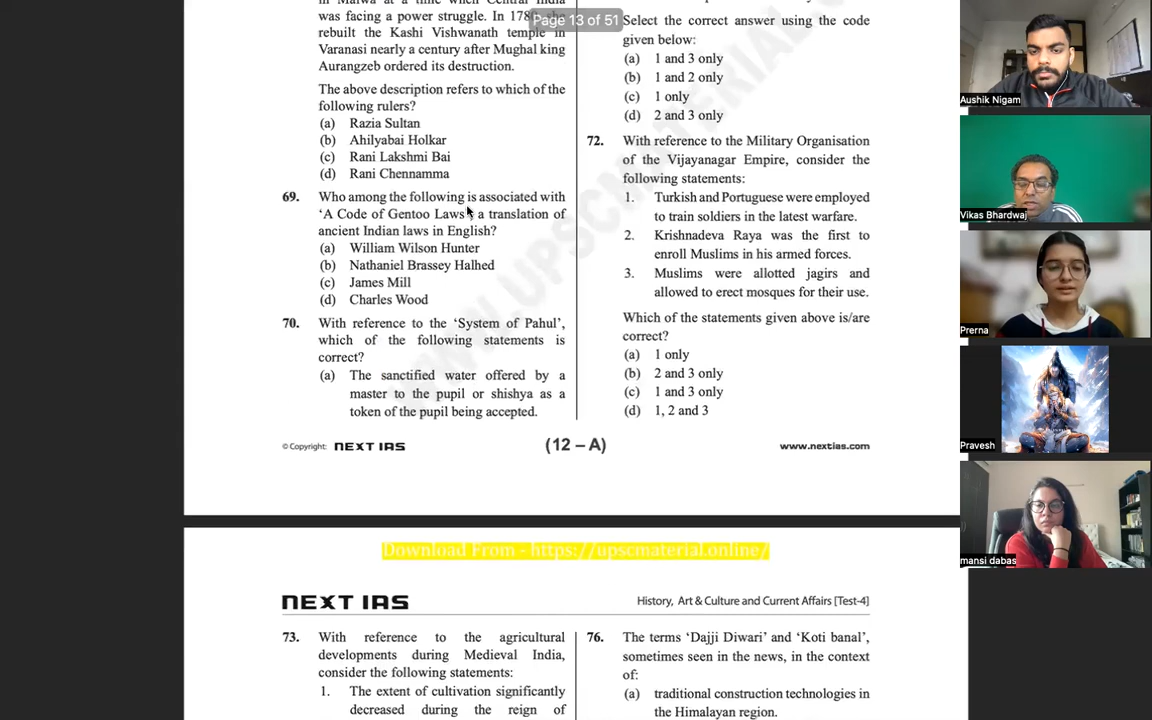 in Malwa at a time when Central India
was facing a power struggle. In 178 she
rebuilt the Kashi Vishwanath temple in
Varanasi nearly a century after Mughal king
Aurangzeb ordered its destruction.
The above description refers to which of the
following rulers?
(a) Razia Sultan
(b) Ahilyabai Holkar
(c) Rani Lakshmi Bai
(d) Rani Chennamma
69. Who among the following is associated with
‘A Code of Gentoo Laws’, a translation of
ancient Indian laws in English?
(a) William Wilson Hunter
(b) Nathaniel Brassey Halhed
(c) James Mill
(d) Charles Wood
70. With reference to the ‘System of Pahul’,
which of the following statements is
correct?
(a) The sanctified water offered by a
master to the pupil or shishya as a
token of the pupil being accepted.
Page 13 of 51
Select the correct answer using the code
given below:
(a) 1 and 3 only
(b) 1 and 2 only
(c) 1 only
(d) 2 and 3 only
72. With reference to the Military Organisation
of the Vijayanagar Empire, consider the
following statements:
1. Turkish and Portuguese were employed
to train soldiers in the latest warfare.
2. Krishnadeva Raya was the first to
enroll Muslims in his armed forces.
3. Muslims were allotted jagirs and
allowed to erect mosques for their use.
Which of the statements given above is/are
correct?
(a) 1 only
(b) 2 and 3 only
(c) 1 and 3 only
(d) 1, 2 and 3
WWW.UPSCMATERIAL.ONLINE
© Copyright: NEXT IAS
(12 – A)
www.nextias.com
Download From - https://upscmaterial.online/
NEXT IAS
History, Art & Culture and Current Affairs [Test-4]
73. With reference to the agricultural
developments during Medieval India,
consider the following statements:
1. The extent of cultivation significantly
decreased during the reign of
76. The terms ‘Dajji Diwari’ and ‘Koti banal’,
sometimes seen in the news, in the context
of:
(a) traditional construction technologies in
the Himalayan region.
Aushik Nigam
Vikas Bhardwaj
Prerna
Pravesh
mansi dabas